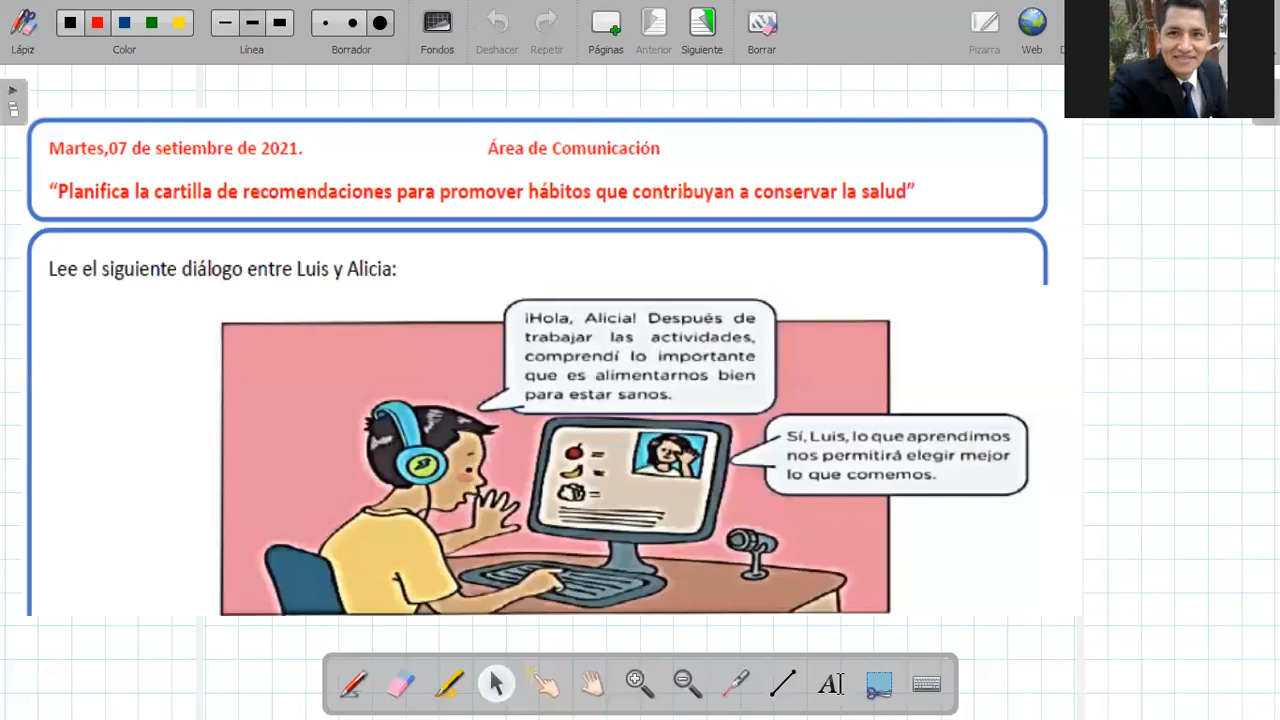 Lápiz
Color
Línea
Borrador
Fondos
Deshacer
Repetir
Páginas
Anterior
Siguiente
Borrar
Pizarra
Web
Martes,07 de setiembre de 2021.
Área de Comunicación
“Planifica la cartilla de recomendaciones para promover hábitos que contribuyan a conservar la salud”
Lee el siguiente diálogo entre Luis y Alicia:
¡Hola, Alicia! Después de
trabajar las actividades,
comprendí lo importante
que es alimentarnos bien
para estar sanos.
Sí, Luis, lo que aprendimos
nos permitirá elegir mejor
lo que comemos.